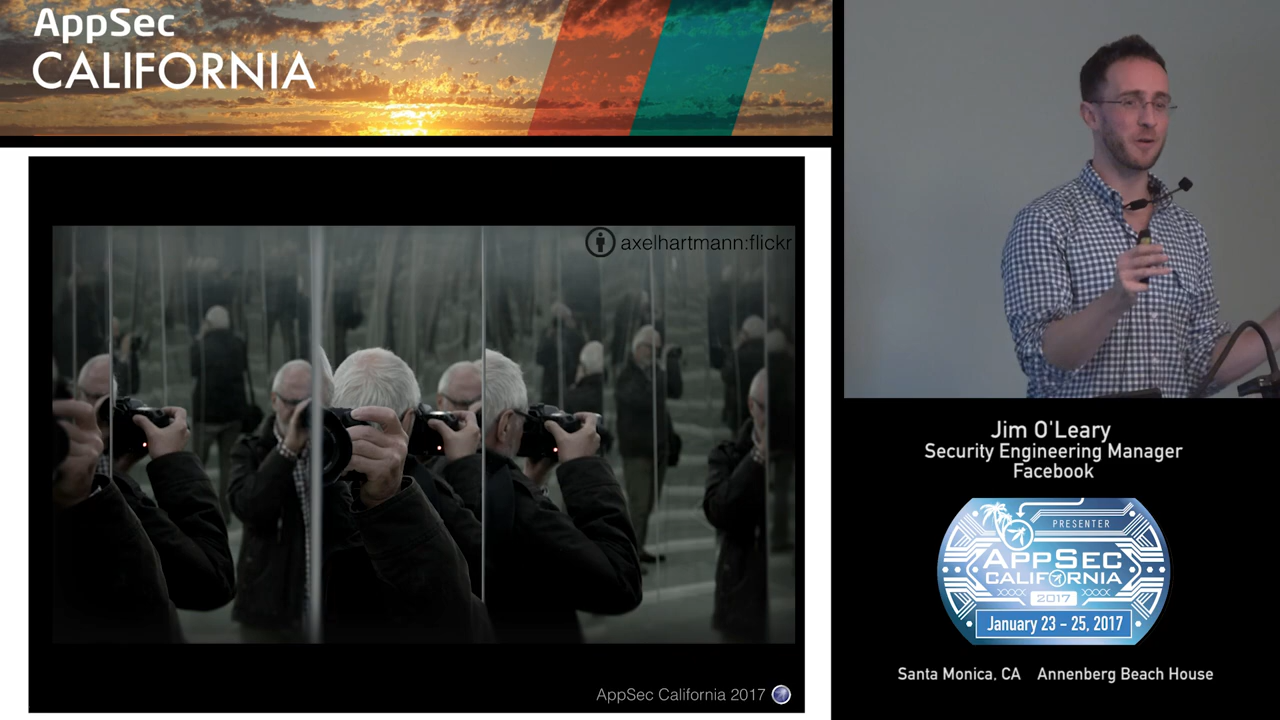 AppSec
CALIFORNIA
axelhartmann:flickr
AppSec California 2017
Jim O'Leary
Security Engineering Manager
Facebook
PRESENTER
APPSEC
CALIFORNIA
2017
January 23 - 25, 2017
Santa Monica, CA Annenberg Beach House